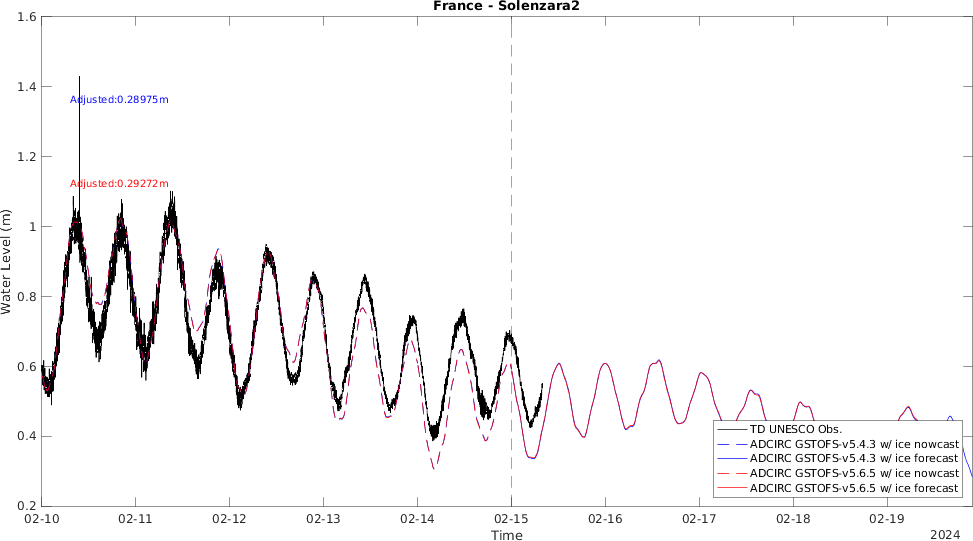 France - Solenzara2
Water Level (m)
1.6
1.4
1.2
1
0.8
0.6
0.4
0.2
Adjusted:0.28975m
Adjusted:0.29272m
TD UNESCO Obs.
ADCIRC GSTOFS-v5.4.3 w/ ice nowcast
ADCIRC GSTOFS-v5.4.3 w/ ice forecast
ADCIRC GSTOFS-v5.6.5 w/ ice nowcast
ADCIRC GSTOFS-v5.6.5 w/ ice forecast
02-10 02-11 02-12 02-13 02-14 02-15 02-16 02-17 02-18 02-19
Time
2024